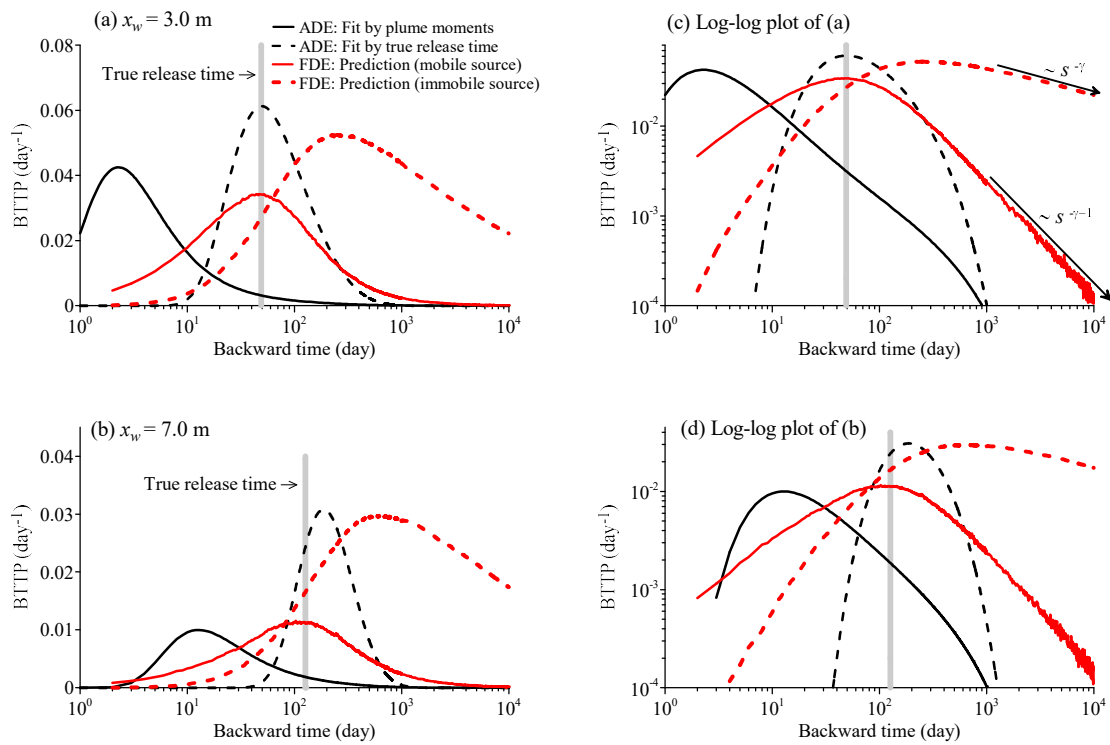 (a) x_w = 3.0 m
ADE: Fit by plume moments
ADE: Fit by true release time
FDE: Prediction (mobile source)
FDE: Prediction (immobile source)
True release time→
BTTP (day⁻¹)
0.08
0.06
0.04
0.02
0
10⁰ 10¹ 10² 10³ 10⁴
Backward time (day)
(c) Log-log plot of (a)
~ s^-γ
~ s^-γ−1
BTTP (day⁻¹)
10⁻¹
10⁻²
10⁻³
10⁻⁴
10⁰ 10¹ 10² 10³ 10⁴
Backward time (day)
(b) x_w = 7.0 m
True release time→
BTTP (day⁻¹)
0.04
0.03
0.02
0.01
0
10⁰ 10¹ 10² 10³ 10⁴
Backward time (day)
(d) Log-log plot of (b)
BTTP (day⁻¹)
10⁻²
10⁻³
10⁻⁴
10⁰ 10¹ 10² 10³ 10⁴
Backward time (day)